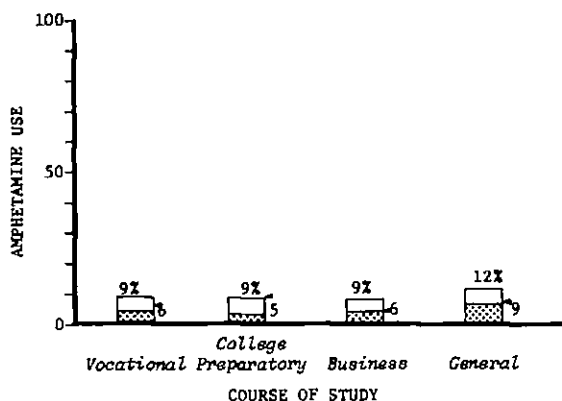 100
AMPHETAMINE USE
50
0
9%
6
9%
5
9%
6
12%
9
College
Vocational Preparatory Business General
COURSE OF STUDY